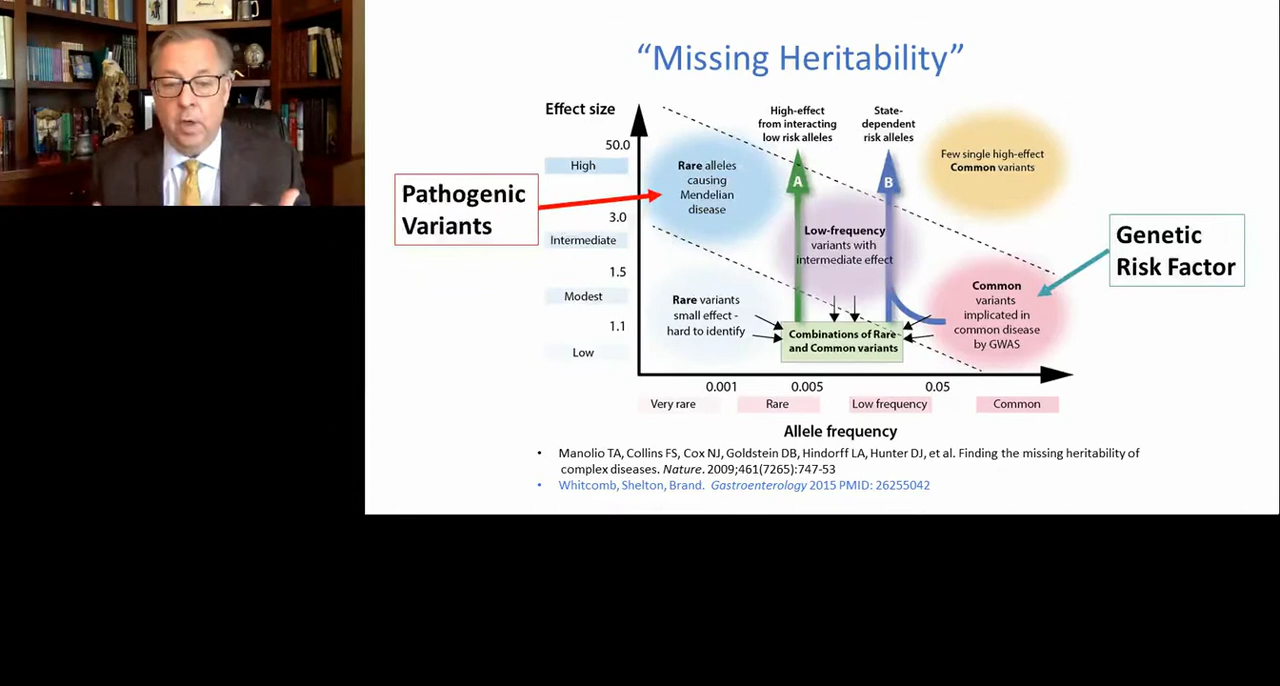 “Missing Heritability”
Effect size
50.0
High
3.0
Intermediate
1.5
Modest
1.1
Low
Pathogenic
Variants
High-effect
from interacting
low risk alleles
State-
dependent
risk alleles
A
B
Rare alleles
causing
Mendelian
disease
Few single high-effect
Common variants
Low-frequency
variants with
intermediate effect
Genetic
Risk Factor
Rare variants
small effect -
hard to identify
Common
variants
implicated in
common disease
by GWAS
Combinations of Rare
and Common variants
0.001
0.005
0.05
Very rare
Rare
Low frequency
Common
Allele frequency
• Manolio TA, Collins FS, Cox NJ, Goldstein DB, Hindorff LA, Hunter DJ, et al. Finding the missing heritability of
complex diseases. Nature. 2009;461(7265):747-53
• Whitcomb, Shelton, Brand. Gastroenterology 2015 PMID: 26255042